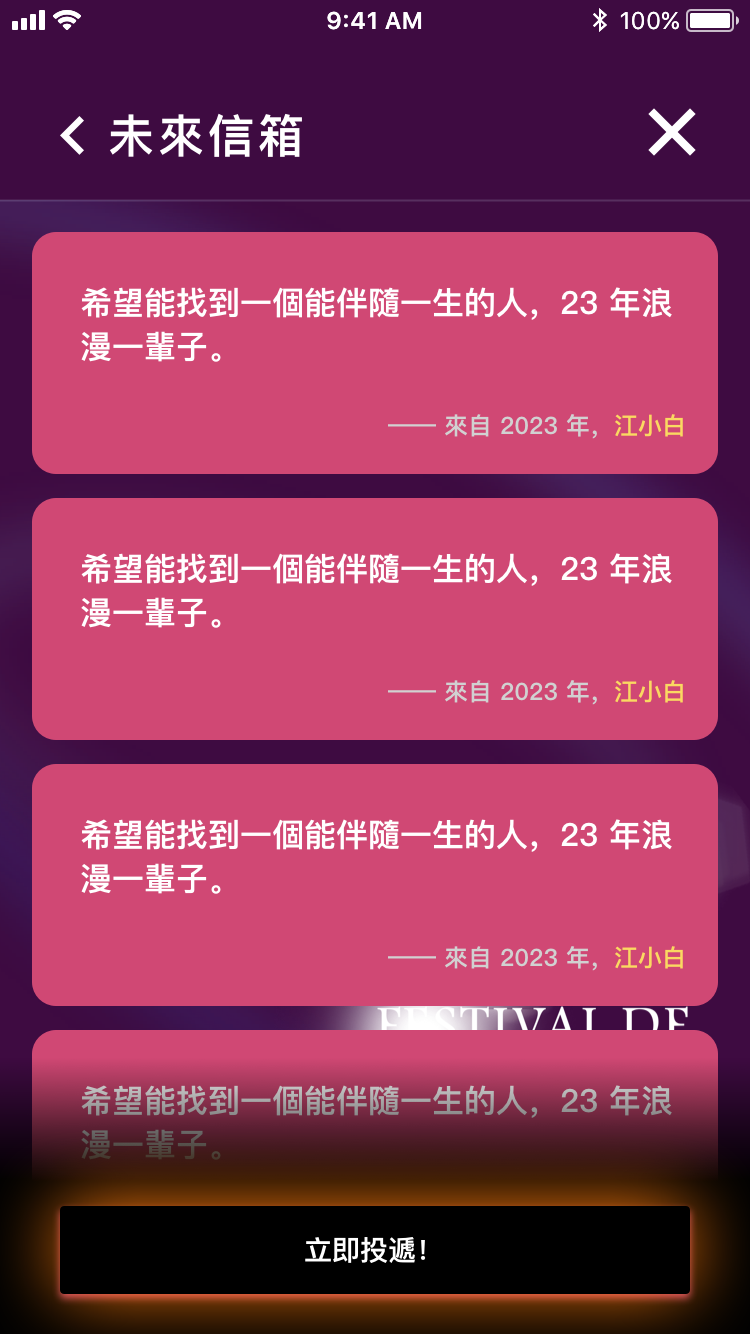 9:41 AM
100%
未來信箱
希望能找到一個能伴隨一生的人，23 年浪
漫一輩子。
—— 來自 2023 年，江小白
希望能找到一個能伴隨一生的人，23 年浪
漫一輩子。
—— 來自 2023 年，江小白
希望能找到一個能伴隨一生的人，23 年浪
漫一輩子。
—— 來自 2023 年，江小白
FESTIVAL DE
希望能找到一個能伴隨一生的人，23 年浪
漫一輩子。
立即投遞！